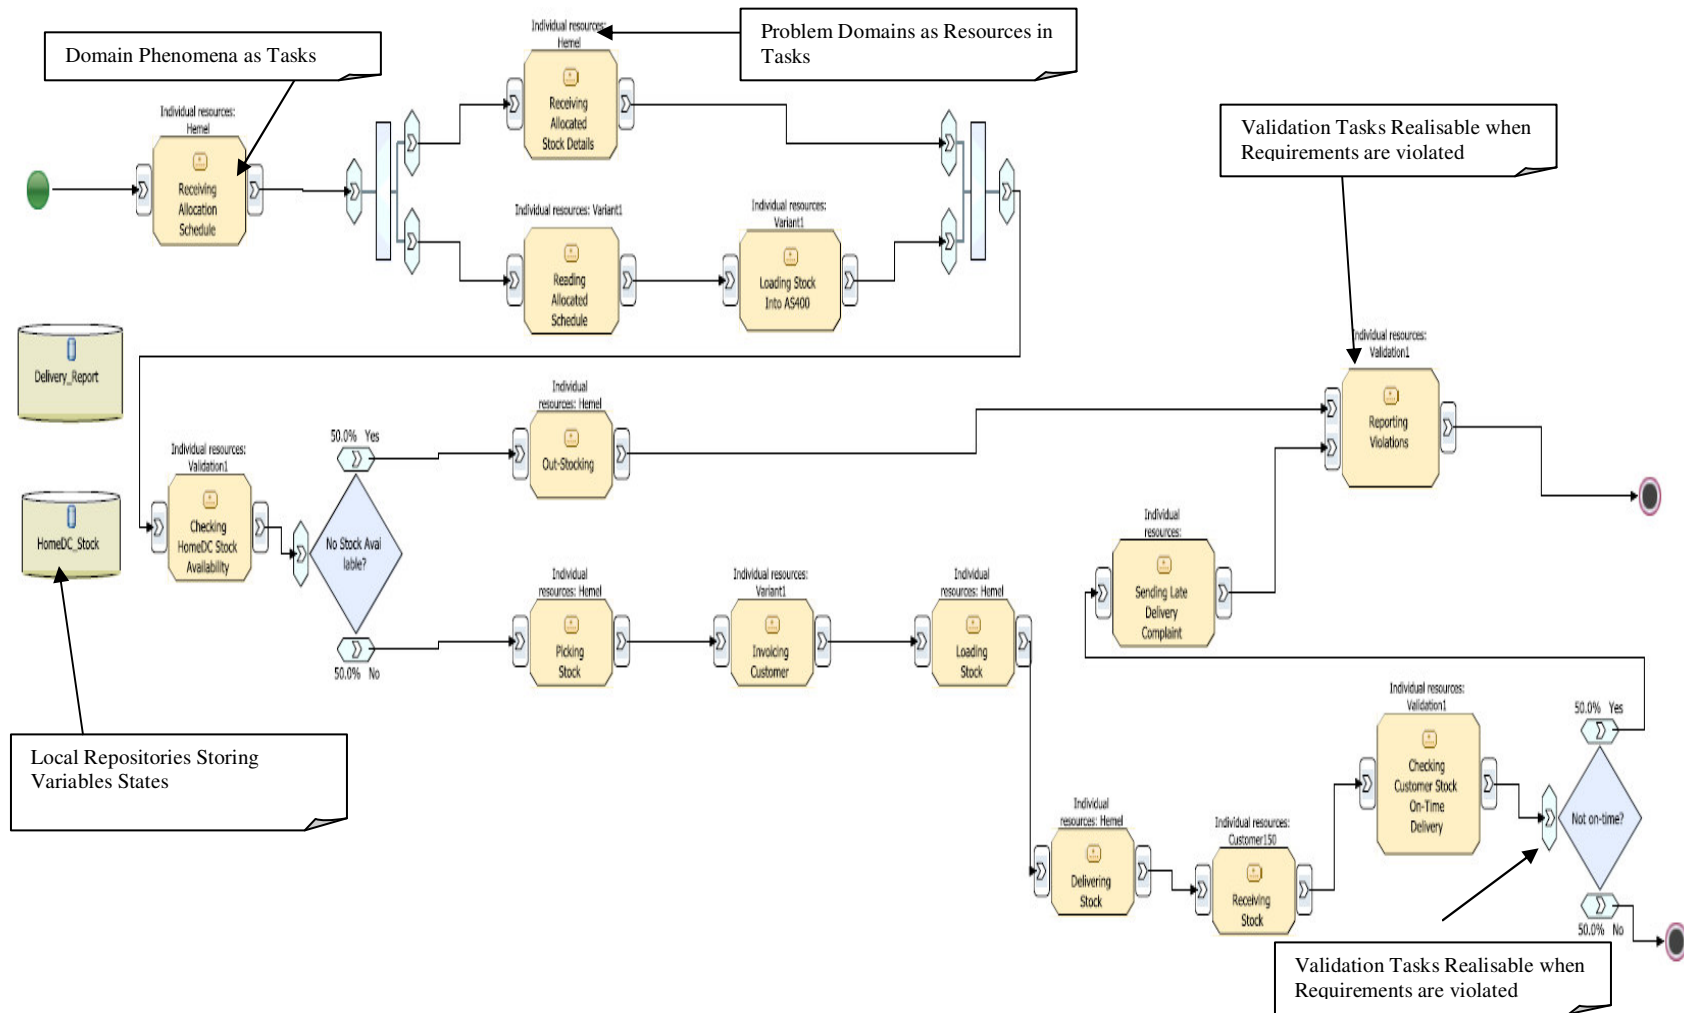 Domain Phenomena as Tasks
Individual resources:
Hemel
Problem Domains as Resources in
Tasks
Individual resources:
Hemel
Receiving
Allocation
Schedule
Receiving
Allocated
Stock Details
Validation Tasks Realisable when
Requirements are violated
Individual resources: Variant1
Reading
Allocated
Schedule
Individual resources:
Variant1
Loading Stock
Into AS400
Delivery_Report
HomeDC_Stock
Local Repositories Storing
Variables States
Individual resources:
Validation1
Checking
HomeDC Stock
Availability
50.0% Yes
No Stock Avai
lable?
50.0% No
Individual
resources: Hemel
Out-Stocking
Individual resources:
Validation1
Reporting
Violations
Individual
resources: Hemel
Picking
Stock
Individual resources:
Variant1
Invoicing
Customer
Individual
resources: Hemel
Loading
Stock
Individual
resources:
Sending Late
Delivery
Complaint
Individual
resources: Hemel
Delivering
Stock
Individual resources:
Customer150
Receiving
Stock
Individual resources:
Validation1
Checking
Customer Stock
On-Time
Delivery
50.0% Yes
Not on-time?
50.0% No
Validation Tasks Realisable when
Requirements are violated